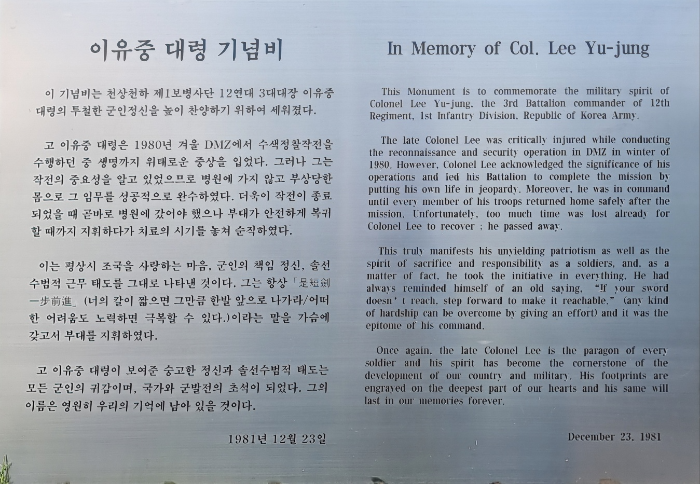 이유중 대령 기념비
이 기념비는 천상천하 제1보병사단 12연대 3대대장 이유중
대령의 투철한 군인정신을 높이 찬양하기 위하여 세워졌다.
고 이유중 대령은 1980년 겨울 DMZ에서 수색정찰작전을
수행하던 중 생명까지 위태로운 중상을 입었다. 그러나 그는
작전의 중요성을 알고 있었으므로 병원에 가지 않고 부상당한
몸으로 그 임무를 성공적으로 완수하였다. 더욱이 작전이 종료
되었을 때 곧바로 병원에 갔어야 했으나 부대가 안전하게 복귀
할 때까지 지휘하다가 치료의 시기를 놓쳐 순직하였다.
이는 평상시 조국을 사랑하는 마음, 군인의 책임 정신, 솔선
수범적 근무 태도를 그대로 나타낸 것이다. 그는 항상 「是短劍
一步前進」 (너의 칼이 짧으면 그만큼 한발 앞으로 나가라/어떠
한 어려움도 노력하면 극복할 수 있다.)이라는 말을 가슴에
갖고서 부대를 지휘하였다.
고 이유중 대령이 보여준 숭고한 정신과 솔선수범적 태도는
모든 군인의 귀감이며, 국가와 군발전의 초석이 되었다. 그의
이름은 영원히 우리의 기억에 남아 있을 것이다.
1981년 12월 23일
In Memory of Col. Lee Yu-jung
This Monument is to commemorate the military spirit of
Colonel Lee Yu-jung, the 3rd Battalion commander of 12th
Regiment, 1st Infantry Division, Republic of Korea Army.
The late Colonel Lee was critically injured while conducting
the reconnaissance and security operation in DMZ in winter of
1980. However, Colonel Lee acknowledged the significance of his
operations and led his Battalion to complete the mission by
putting his own life in jeopardy. Moreover, he was in command
until every member of his troops returned home safely after the
mission. Unfortunately, too much time was lost already for
Colonel Lee to recover ; he passed away.
This truly manifests his unyielding patriotism as well as the
spirit of sacrifice and responsibility as a soldiers, and, as a
matter of fact, he took the initiative in everything. He had
always reminded himself of an old saying, "If your sword
doesn't reach, step forward to make it reachable." (any kind
of hardship can be overcome by giving an effort) and it was the
epitome of his command.
Once again, the late Colonel Lee is the paragon of every
soldier and his spirit has become the cornerstone of the
development of our country and military. His footprints are
engraved on the deepest part of our hearts and his same will
last in our memories forever.
December 23, 1981